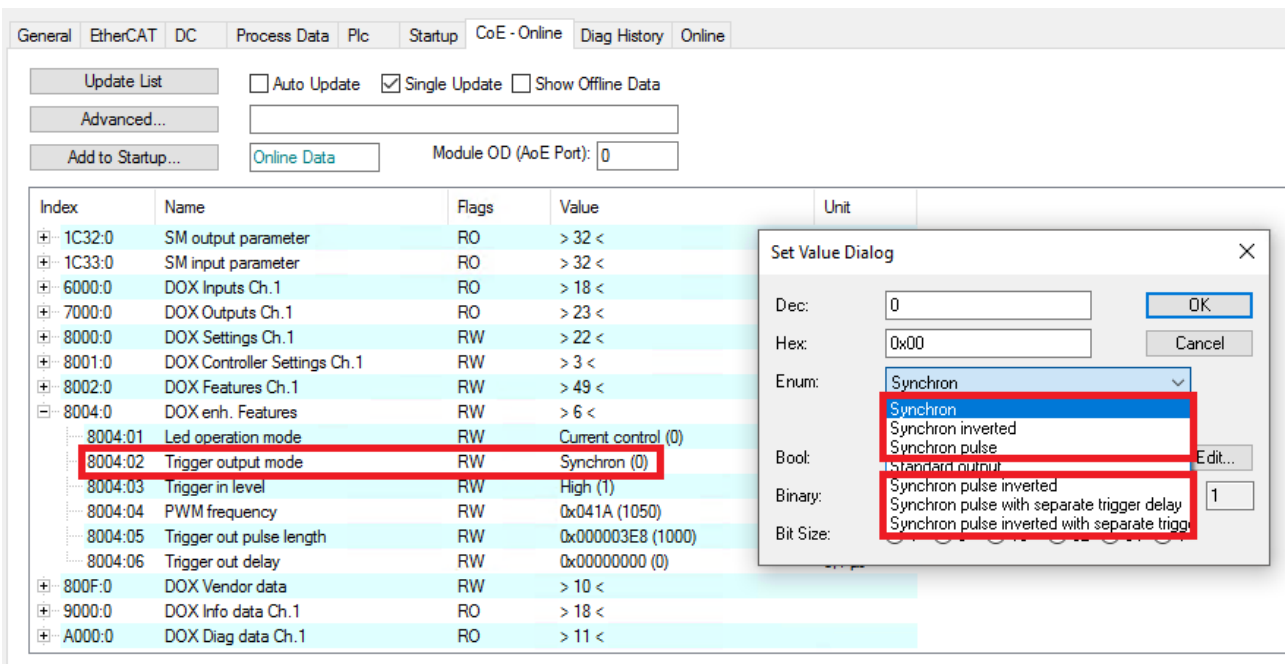 General EtherCAT DC Process Data Plc Startup CoE - Online Diag History Online
Update List Auto Update Single Update Show Offline Data
Advanced...
Add to Startup... Online Data Module OD (AoE Port): 0
Index Name Flags Value Unit
1C32:0 SM output parameter RO > 32 <
1C33:0 SM input parameter RO > 32 <
6000:0 DOX Inputs Ch.1 RO > 18 <
7000:0 DOX Outputs Ch.1 RO > 23 <
8000:0 DOX Settings Ch.1 RW > 22 <
8001:0 DOX Controller Settings Ch.1 RW > 3 <
8002:0 DOX Features Ch.1 RW > 49 <
8004:0 DOX enh. Features RW > 6 <
8004:01 Led operation mode RW Current control (0)
8004:02 Trigger output mode RW Synchron (0)
8004:03 Trigger in level RW High (1)
8004:04 PWM frequency RW 0x041A (1050)
8004:05 Trigger out pulse length RW 0x000003E8 (1000)
8004:06 Trigger out delay RW 0x00000000 (0)
800F:0 DOX Vendor data RW > 10 <
9000:0 DOX Info data Ch.1 RO > 18 <
A000:0 DOX Diag data Ch.1 RO > 11 <
Set Value Dialog
Dec: 0 OK
Hex: 0x00 Cancel
Enum: Synchron
Synchron
Synchron inverted
Synchron pulse
Bool: Standard output Edit...
Synchron pulse inverted
Binary: Synchron pulse with separate trigger delay 1
Synchron pulse inverted with separate trigg
Bit Size: